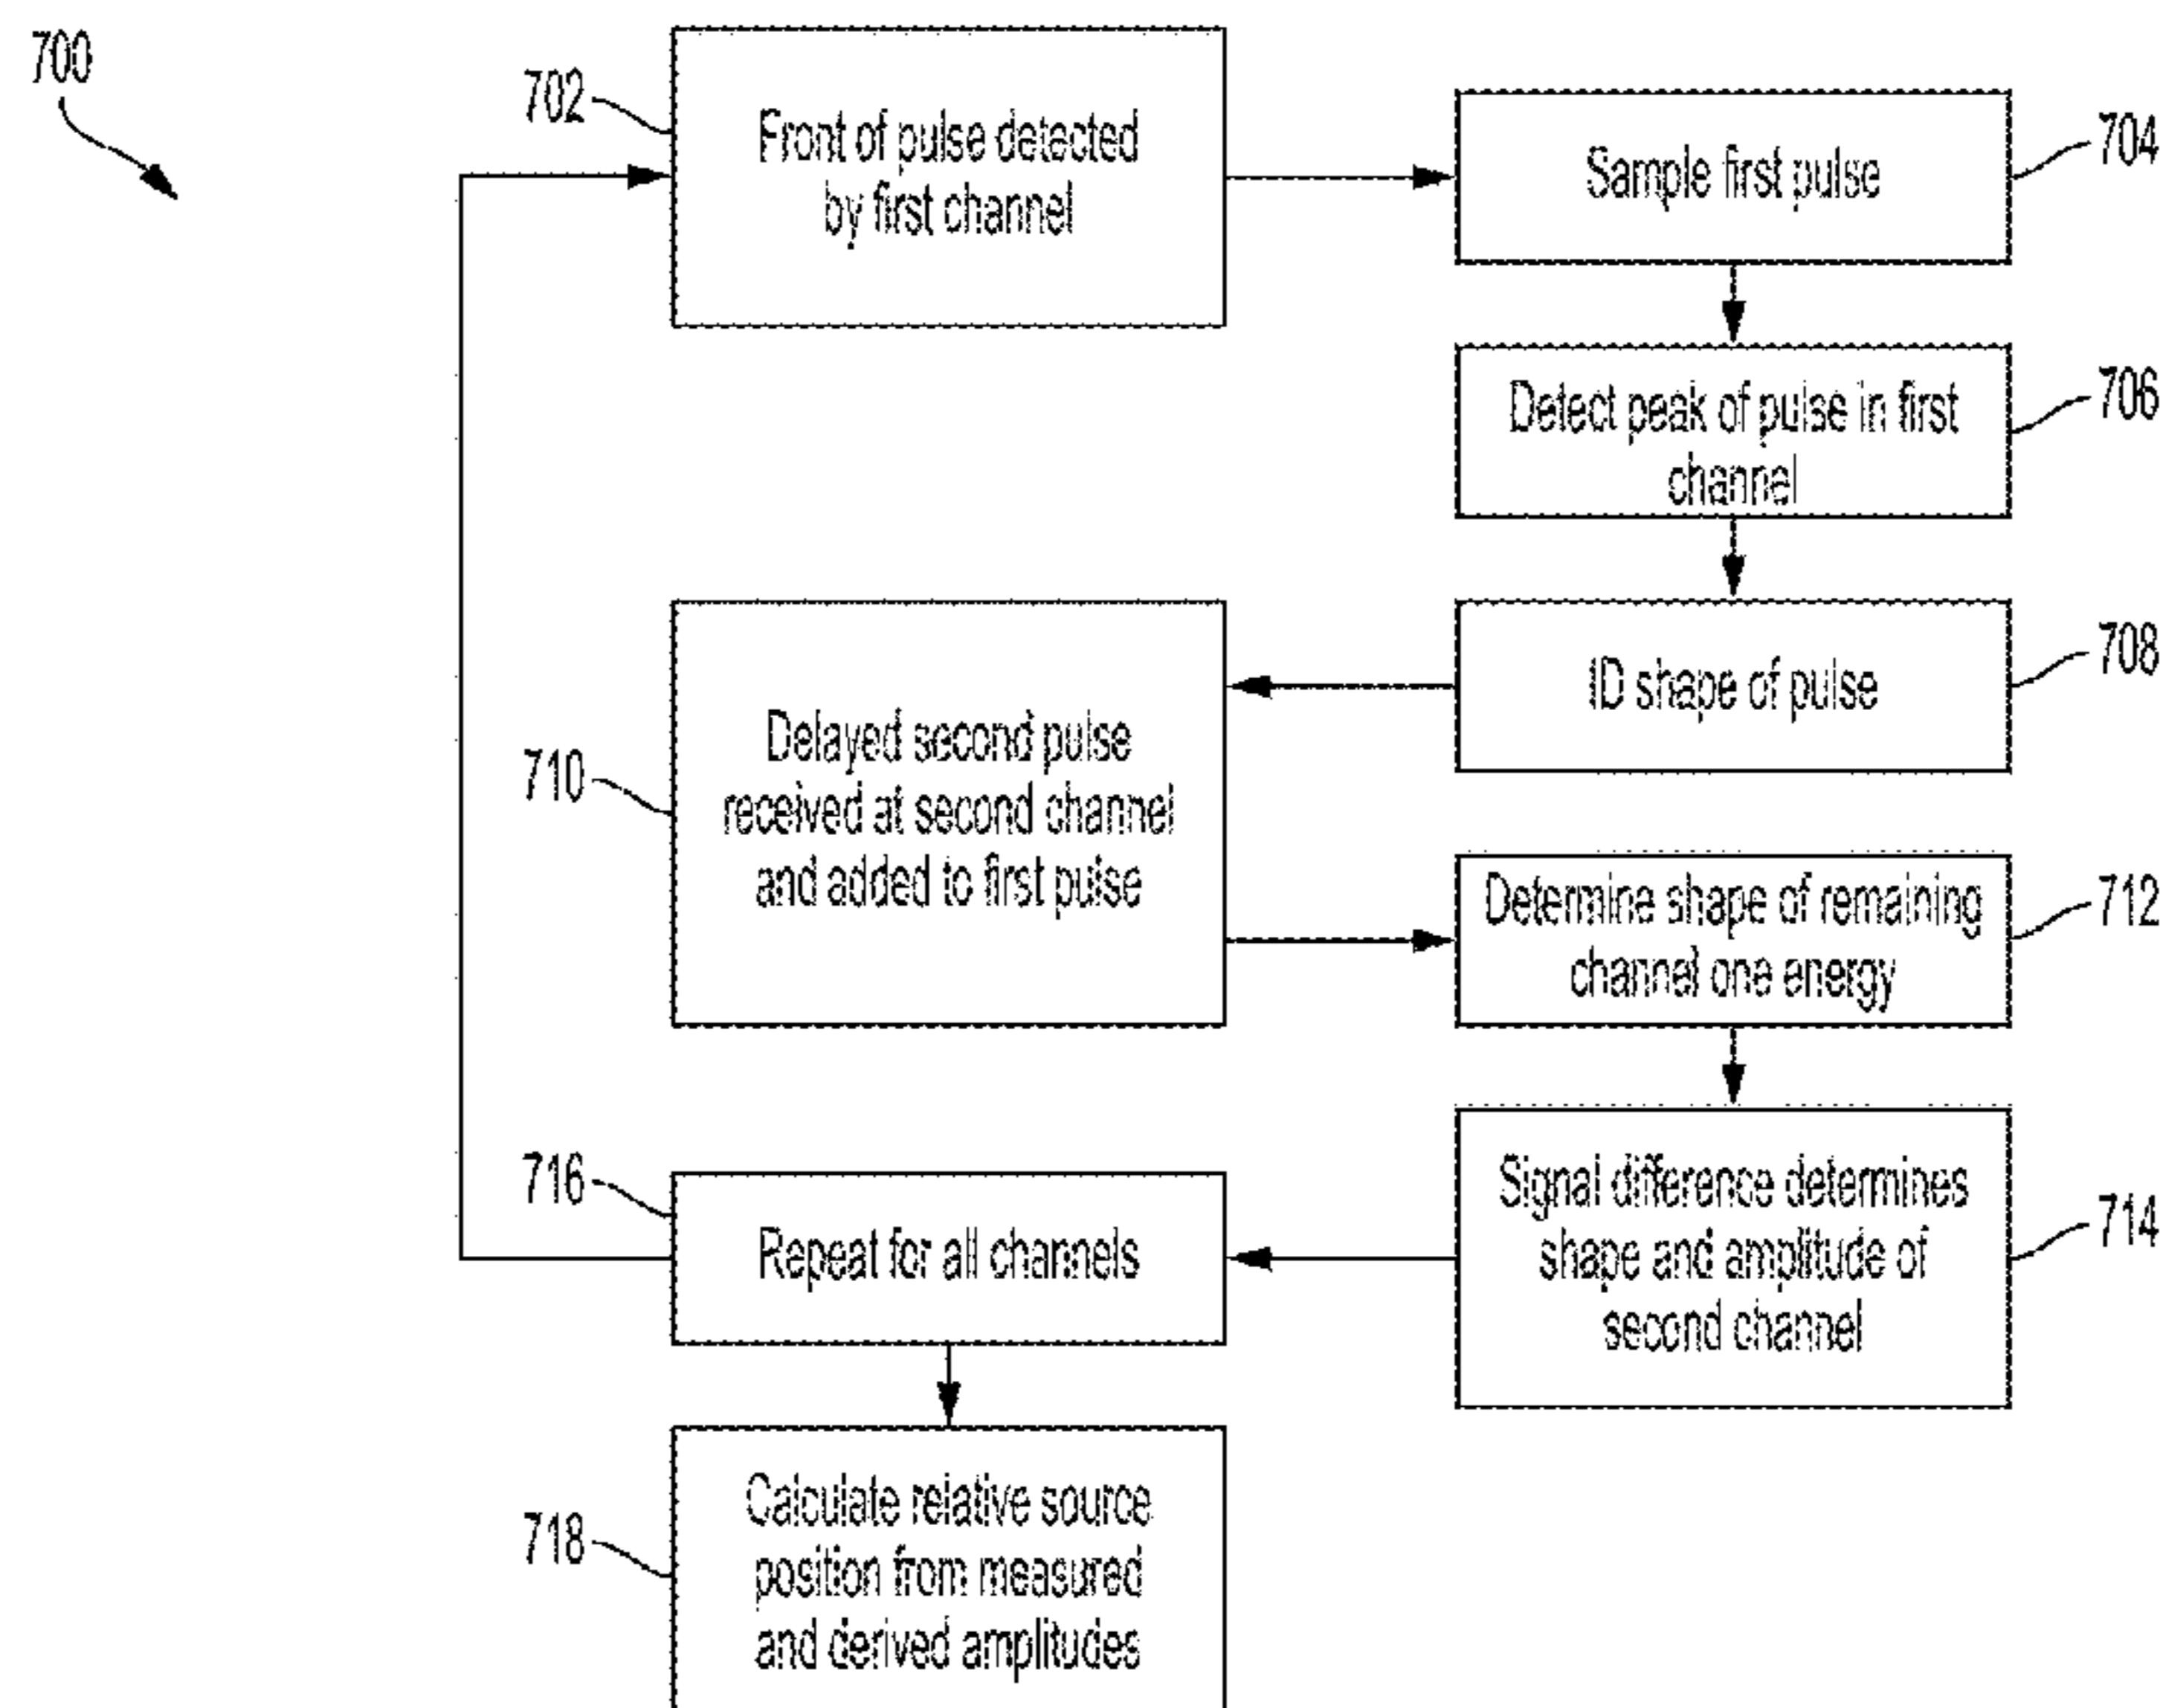 700
702
Front of pulse detected
by first channel
Sample first pulse
704
Detect peak of pulse in first
channel
706
ID shape of pulse
708
710
Delayed second pulse
received at second channel
and added to first pulse
Determine shape of remaining
channel one energy
712
Signal difference determines
shape and amplitude of
second channel
714
716
Repeat for all channels
718
Calculate relative source
position from measured
and derived amplitudes